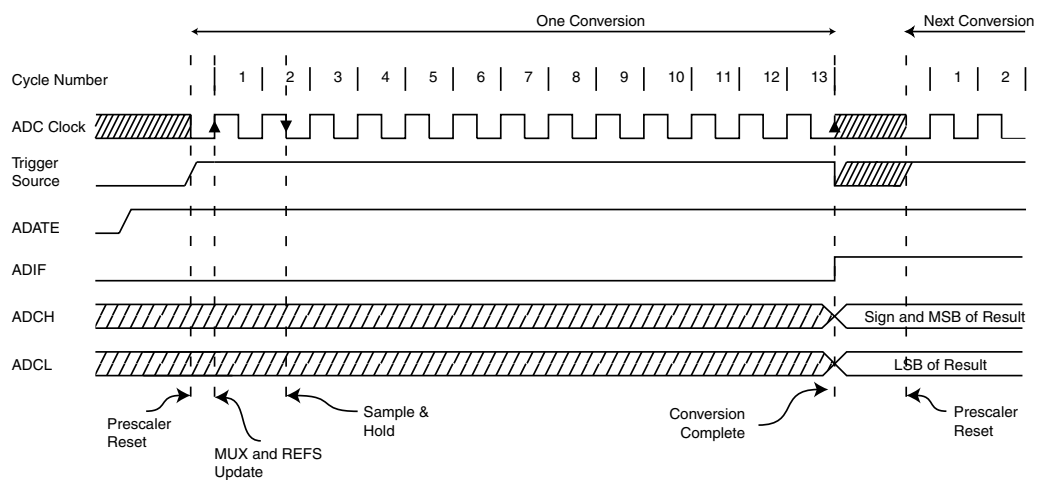 One Conversion
Next Conversion
Cycle Number
1 2 3 4 5 6 7 8 9 10 11 12 13 1 2
ADC Clock
Trigger
Source
ADATE
ADIF
ADCH
Sign and MSB of Result
ADCL
LSB of Result
Prescaler
Reset
MUX and REFS
Update
Sample &
Hold
Conversion
Complete
Prescaler
Reset